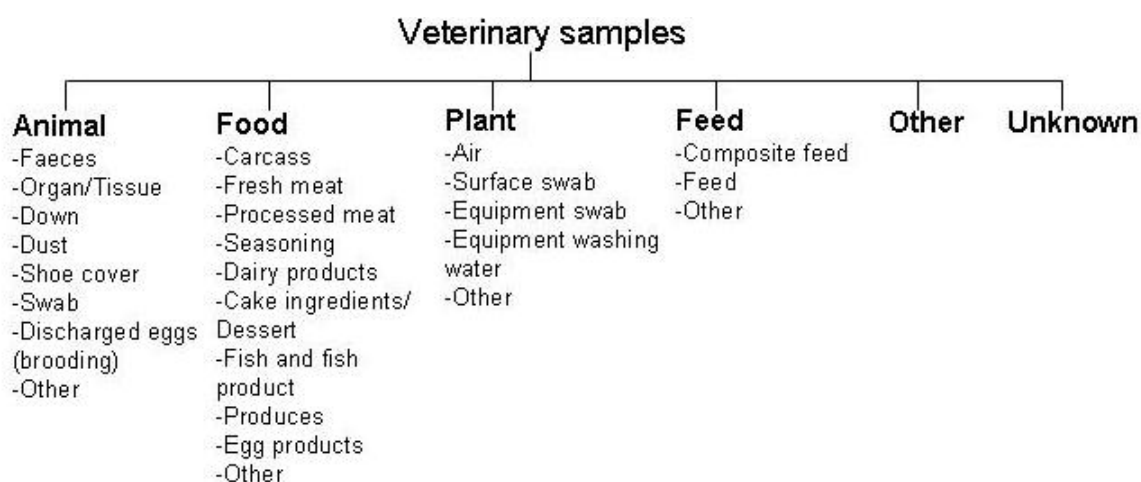 Veterinary samples
Animal
-Faeces
-Organ/Tissue
-Down
-Dust
-Shoe cover
-Swab
-Discharged eggs
(brooding)
-Other
Food
-Carcass
-Fresh meat
-Processed meat
-Seasoning
-Dairy products
-Cake ingredients/
Dessert
-Fish and fish
product
-Produces
-Egg products
-Other
Plant
-Air
-Surface swab
-Equipment swab
-Equipment washing
water
-Other
Feed
-Composite feed
-Feed
-Other
Other
Unknown